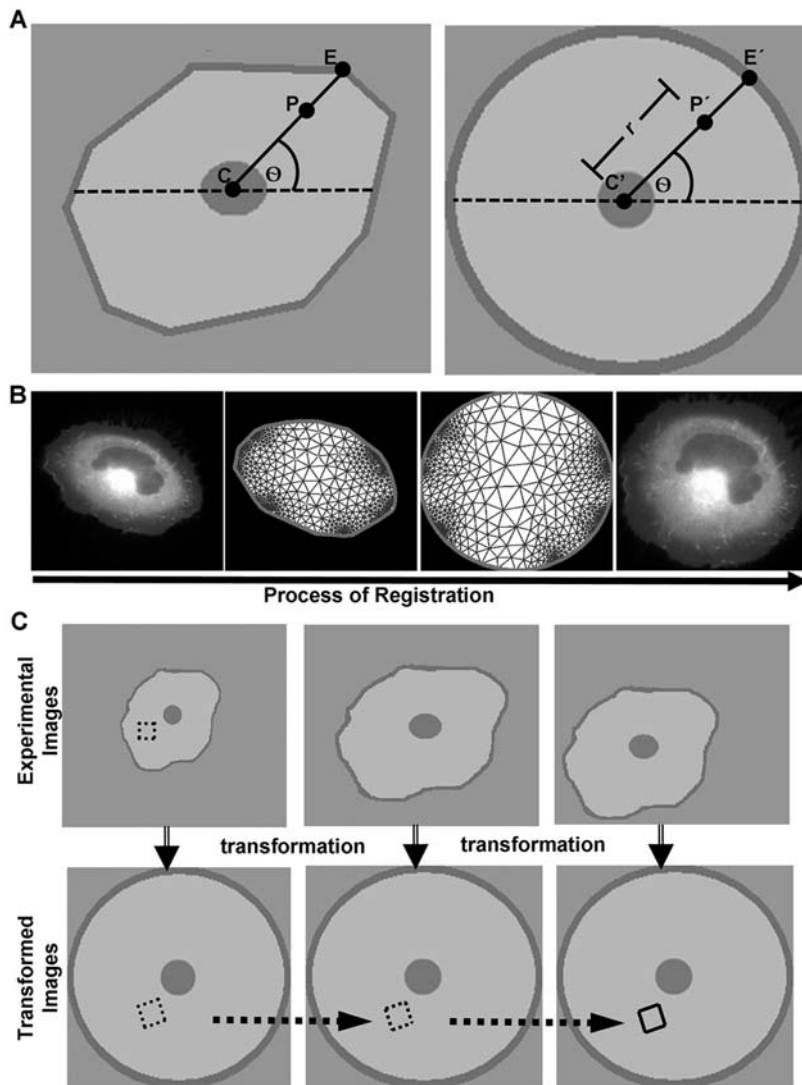 A
E
P
C
Θ
E´
P´
r
C'
Θ
B
Process of Registration
C
Experimental
Images
transformation
transformation
Transformed
Images